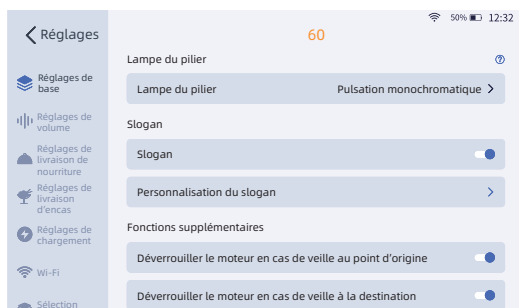 50% 12:32
Réglages
60
Réglages de
base
Réglages de
volume
Réglages de
livraison de
nourriture
Réglages de
livraison
d'encas
Réglages de
chargement
Wi-Fi
Sélection
Lampe du pilier
Lampe du pilier Pulsation monochromatique
Slogan
Slogan
Personnalisation du slogan
Fonctions supplémentaires
Déverrouiller le moteur en cas de veille au point d'origine
Déverrouiller le moteur en cas de veille à la destination